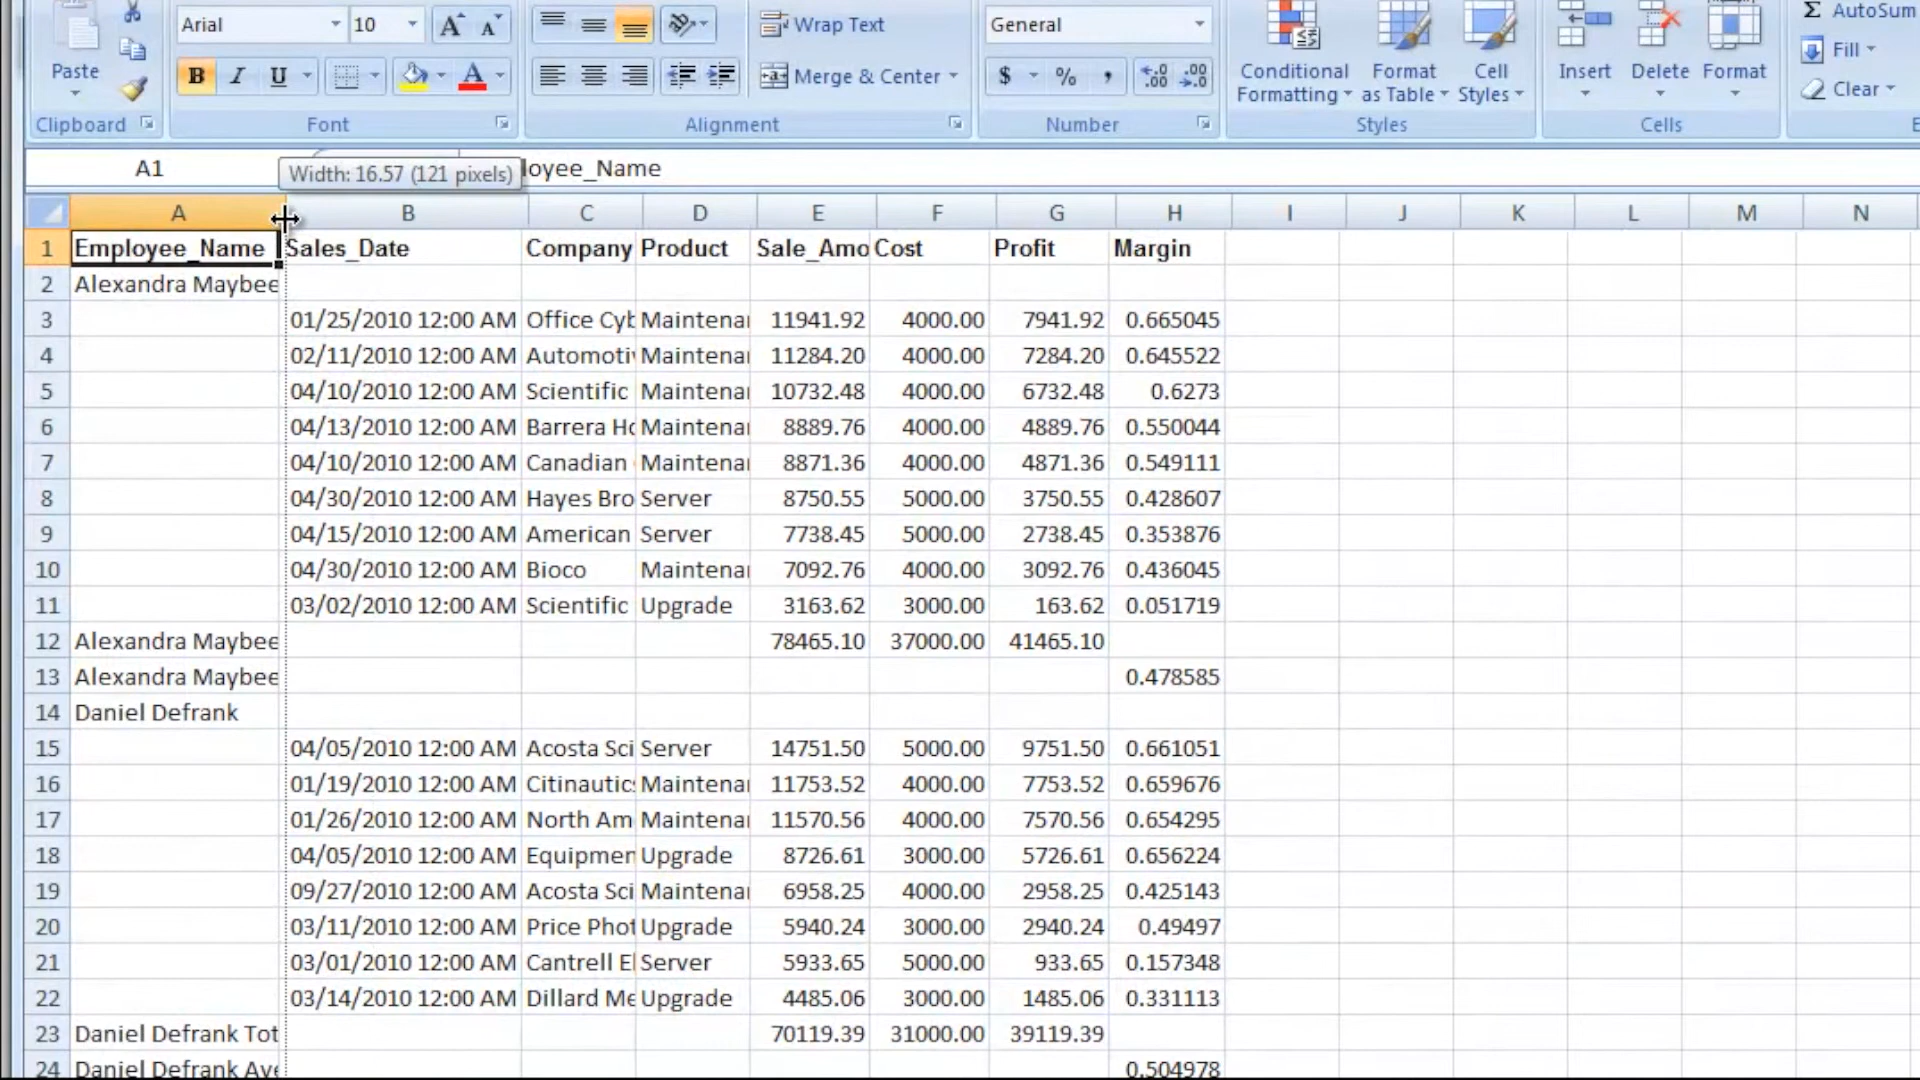 Arial 10 Wrap Text General Σ AutoSum
Paste B I U A Merge & Center $ % , Conditional Formatting Format as Table Cell Styles Insert Delete Format Fill Clear
Clipboard Font Alignment Number Styles Cells E
A1 Width: 16.57 (121 pixels) loyee_Name
A B C D E F G H I J K L M N
1 Employee_Name Sales_Date Company Product Sale_Amo Cost Profit Margin
2 Alexandra Maybee
3 01/25/2010 12:00 AM Office Cyb Maintena 11941.92 4000.00 7941.92 0.665045
4 02/11/2010 12:00 AM Automotiv Maintena 11284.20 4000.00 7284.20 0.645522
5 04/10/2010 12:00 AM Scientific Maintena 10732.48 4000.00 6732.48 0.6273
6 04/13/2010 12:00 AM Barrera Ho Maintena 8889.76 4000.00 4889.76 0.550044
7 04/10/2010 12:00 AM Canadian Maintena 8871.36 4000.00 4871.36 0.549111
8 04/30/2010 12:00 AM Hayes Bro Server 8750.55 5000.00 3750.55 0.428607
9 04/15/2010 12:00 AM American Server 7738.45 5000.00 2738.45 0.353876
10 04/30/2010 12:00 AM Bioco Maintena 7092.76 4000.00 3092.76 0.436045
11 03/02/2010 12:00 AM Scientific Upgrade 3163.62 3000.00 163.62 0.051719
12 Alexandra Maybee 78465.10 37000.00 41465.10
13 Alexandra Maybee 0.478585
14 Daniel Defrank
15 04/05/2010 12:00 AM Acosta Sci Server 14751.50 5000.00 9751.50 0.661051
16 01/19/2010 12:00 AM Citinautics Maintena 11753.52 4000.00 7753.52 0.659676
17 01/26/2010 12:00 AM North Am Maintena 11570.56 4000.00 7570.56 0.654295
18 04/05/2010 12:00 AM Equipmen Upgrade 8726.61 3000.00 5726.61 0.656224
19 09/27/2010 12:00 AM Acosta Sci Maintena 6958.25 4000.00 2958.25 0.425143
20 03/11/2010 12:00 AM Price Phot Upgrade 5940.24 3000.00 2940.24 0.49497
21 03/01/2010 12:00 AM Cantrell El Server 5933.65 5000.00 933.65 0.157348
22 03/14/2010 12:00 AM Dillard Me Upgrade 4485.06 3000.00 1485.06 0.331113
23 Daniel Defrank Tot 70119.39 31000.00 39119.39
24 Daniel Defrank Ave 0.504978